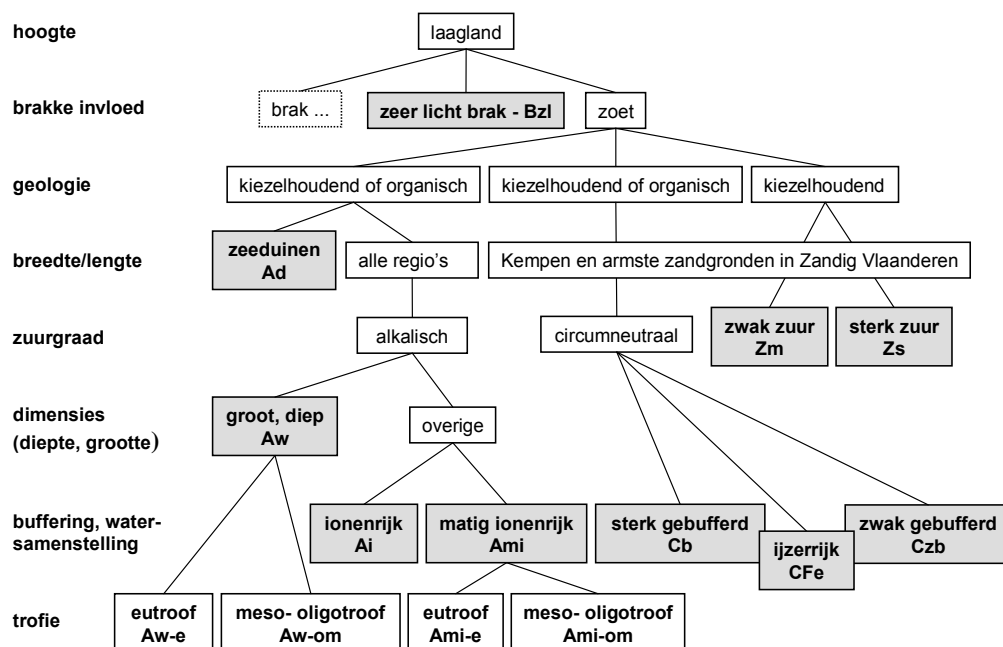 hoogte
laagland
brakke invloed
brak ...
zeer licht brak - Bzl
zoet
geologie
kiezelhoudend of organisch
kiezelhoudend of organisch
kiezelhoudend
breedte/lengte
zeeduinen
Ad
alle regio's
Kempen en armste zandgronden in Zandig Vlaanderen
zuurgraad
alkalisch
circumneutraal
zwak zuur
Zm
sterk zuur
Zs
dimensies
(diepte, grootte)
groot, diep
Aw
overige
buffering, water-
samenstelling
ionenrijk
Ai
matig ionenrijk
Ami
sterk gebufferd
Cb
ijzerrijk
CFe
zwak gebufferd
Czb
trofie
eutroof
Aw-e
meso- oligotroof
Aw-om
eutroof
Ami-e
meso- oligotroof
Ami-om